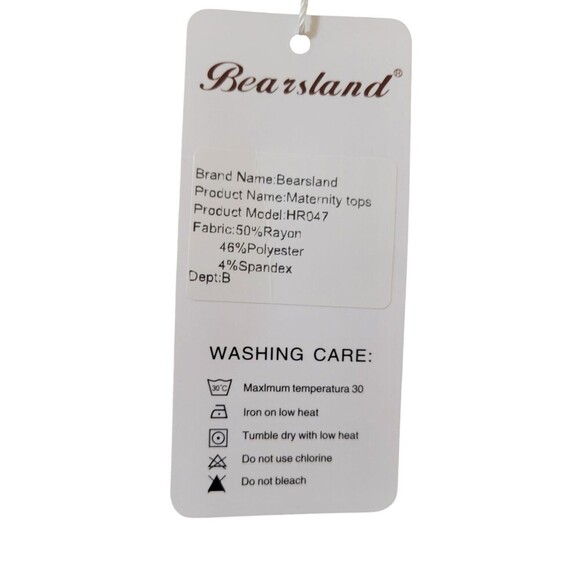 Bearsland®
Brand Name:Bearsland
Product Name:Maternity tops
Product Model:HR047
Fabric:50%Rayon
46%Polyester
4%Spandex
Dept:B
WASHING CARE:
30°C MaxImum temperatura 30
Iron on low heat
Tumble dry with low heat
Do not use chlorine
Do not bleach